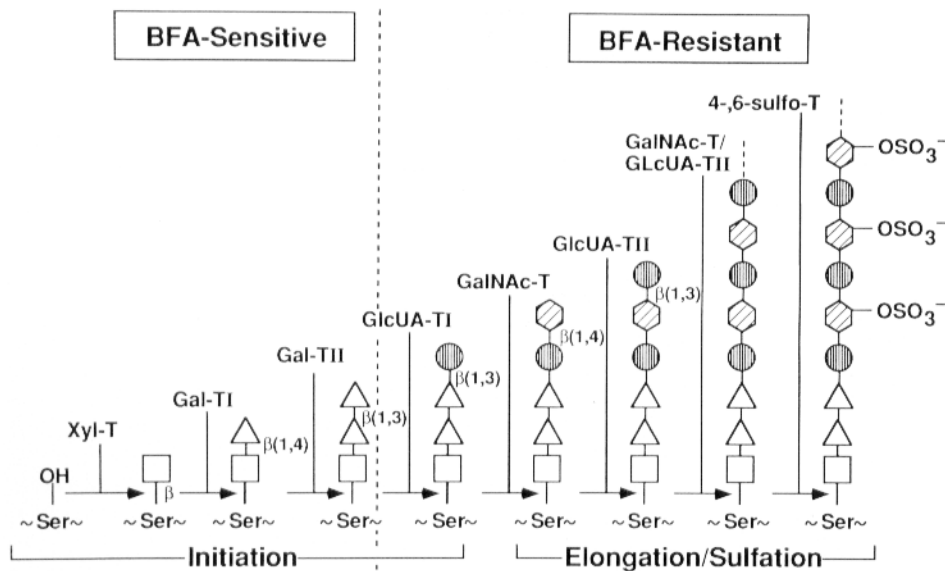 BFA-Sensitive
BFA-Resistant
4-,6-sulfo-T
GalNAc-T/
GLcUA-TII
OSO3−
OSO3−
OSO3−
GlcUA-TII
β(1,3)
GalNAc-T
β(1,4)
GlcUA-TI
β(1,3)
Gal-TII
β(1,3)
Gal-TI
β(1,4)
Xyl-T
OH
β
~Ser~ ~Ser~ ~Ser~ ~Ser~ ~Ser~ ~Ser~ ~Ser~ ~Ser~ ~Ser~
Initiation
Elongation/Sulfation